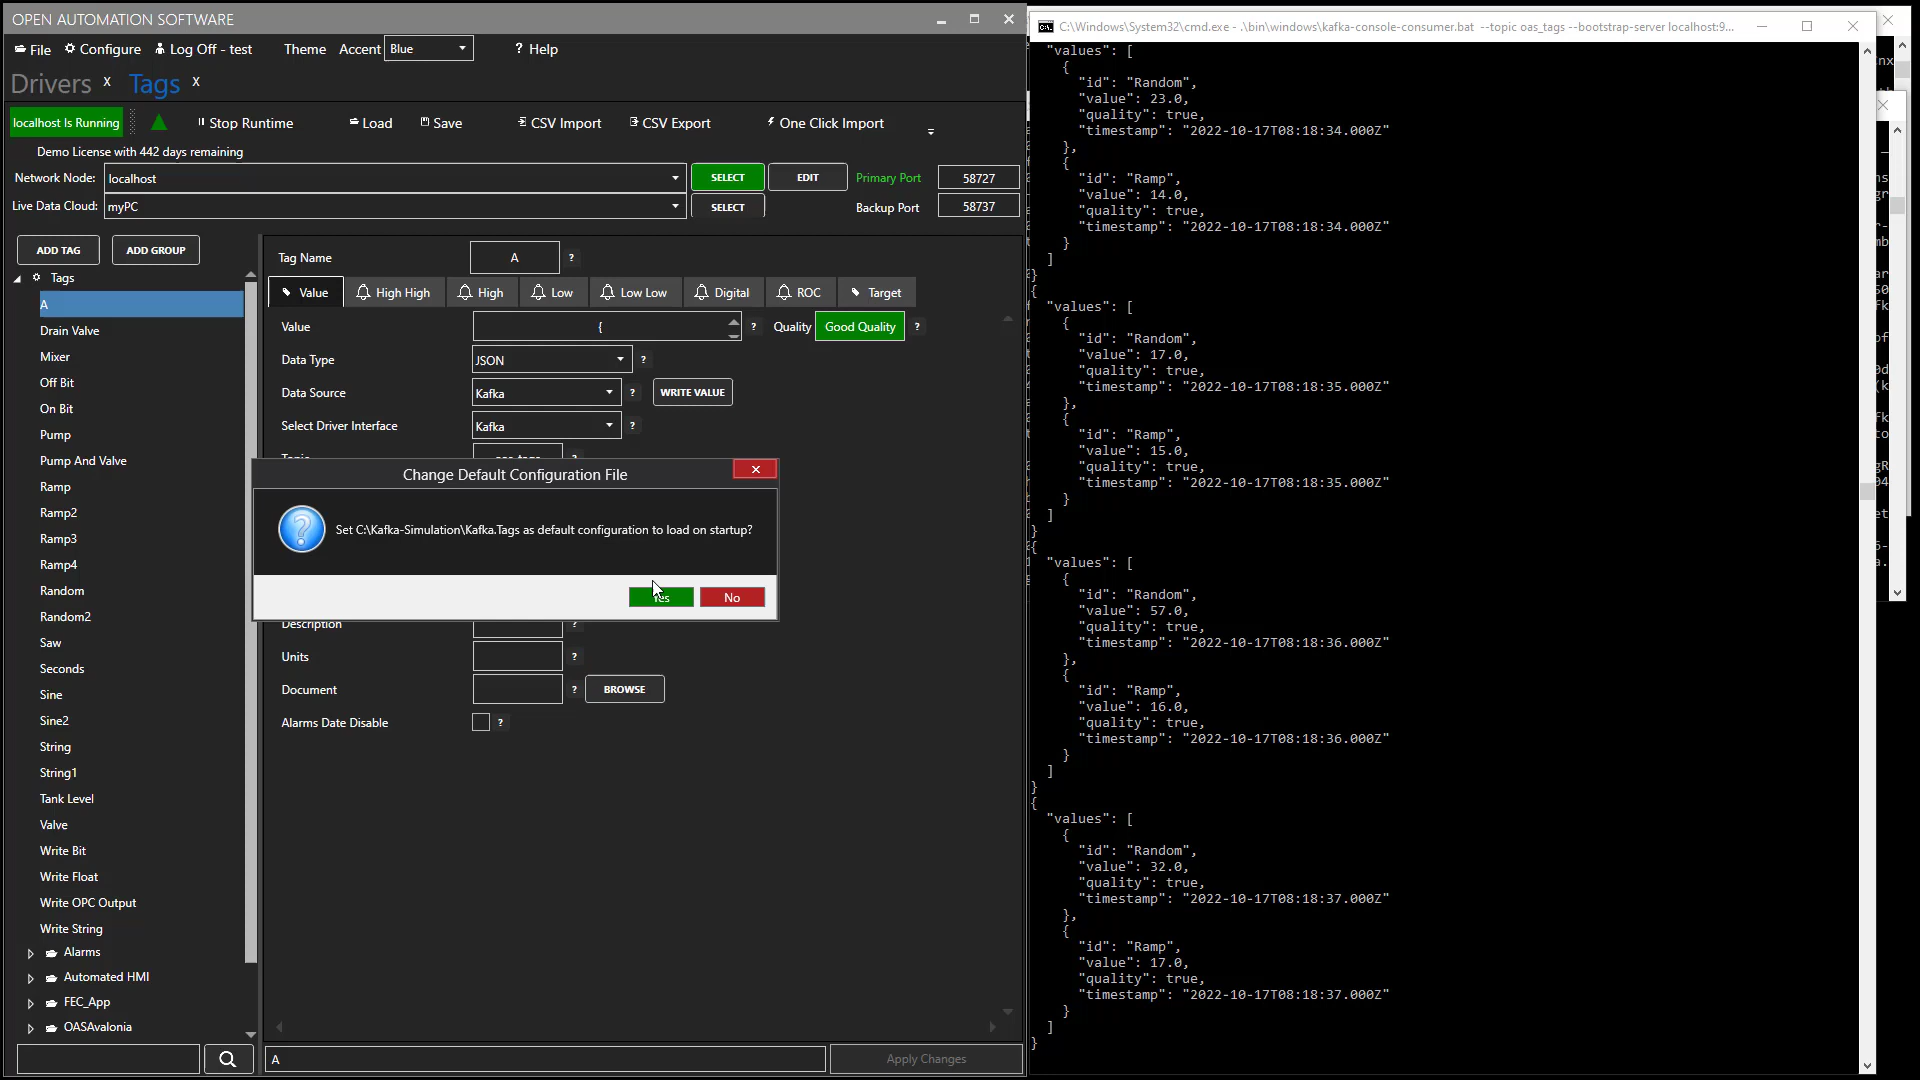 OPEN AUTOMATION SOFTWARE
File Configure Log Off - test Theme Accent Blue ? Help
Drivers x Tags x
localhost Is Running Stop Runtime Load Save CSV Import CSV Export One Click Import
Demo License with 442 days remaining
Network Node: localhost SELECT EDIT Primary Port 58727
Live Data Cloud: myPC SELECT Backup Port 58737
ADD TAG ADD GROUP
Tags
A
Drain Valve
Mixer
Off Bit
On Bit
Pump
Pump And Valve
Ramp
Ramp2
Ramp3
Ramp4
Random
Random2
Saw
Seconds
Sine
Sine2
String
String1
Tank Level
Valve
Write Bit
Write Float
Write OPC Output
Write String
Alarms
Automated HMI
FEC_App
OASAvalonia
Tag Name A ?
Value High High High Low Low Low Digital ROC Target
Value { ? Quality Good Quality ?
Data Type JSON ?
Data Source Kafka ? WRITE VALUE
Select Driver Interface Kafka ?
Change Default Configuration File
Set C:\Kafka-Simulation\Kafka.Tags as default configuration to load on startup?
Yes No
Description ?
Units ?
Document ? BROWSE
Alarms Date Disable ?
A Apply Changes
C:\Windows\System32\cmd.exe - .\bin\windows\kafka-console-consumer.bat --topic oas_tags --bootstrap-server localhost:9...
"values": [
{
"id": "Random",
"value": 23.0,
"quality": true,
"timestamp": "2022-10-17T08:18:34.000Z"
},
{
"id": "Ramp",
"value": 14.0,
"quality": true,
"timestamp": "2022-10-17T08:18:34.000Z"
}
]
}
{
"values": [
{
"id": "Random",
"value": 17.0,
"quality": true,
"timestamp": "2022-10-17T08:18:35.000Z"
},
{
"id": "Ramp",
"value": 15.0,
"quality": true,
"timestamp": "2022-10-17T08:18:35.000Z"
}
]
}
{
"values": [
{
"id": "Random",
"value": 57.0,
"quality": true,
"timestamp": "2022-10-17T08:18:36.000Z"
},
{
"id": "Ramp",
"value": 16.0,
"quality": true,
"timestamp": "2022-10-17T08:18:36.000Z"
}
]
}
{
"values": [
{
"id": "Random",
"value": 32.0,
"quality": true,
"timestamp": "2022-10-17T08:18:37.000Z"
},
{
"id": "Ramp",
"value": 17.0,
"quality": true,
"timestamp": "2022-10-17T08:18:37.000Z"
}
]
}